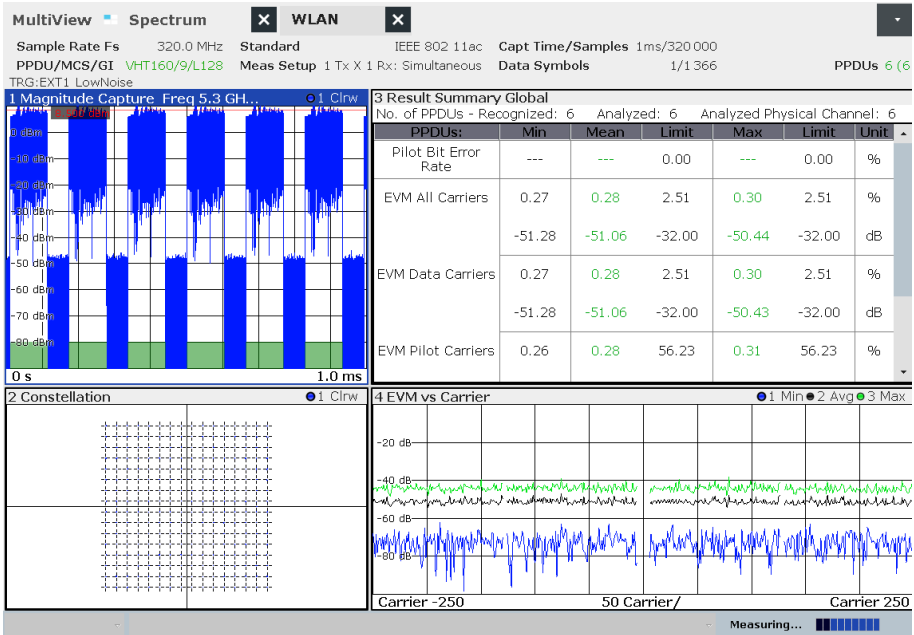 MultiView Spectrum WLAN
Sample Rate Fs 320.0 MHz Standard IEEE 802 11ac Capt Time/Samples 1ms/320 000
PPDU/MCS/GI VHT160/9/L128 Meas Setup 1 Tx X 1 Rx: Simultaneous Data Symbols 1/1 366 PPDUs 6 (6
TRG:EXT1 LowNoise
1 Magnitude Capture Freq 5.3 GH... 1 Clrw
0 dBm
-10 dBm
-20 dBm
-30 dBm
-40 dBm
-50 dBm
-60 dBm
-70 dBm
-80 dBm
0 s 1.0 ms
3 Result Summary Global
No. of PPDUs - Recognized: 6 Analyzed: 6 Analyzed Physical Channel: 6
PPDUs: Min Mean Limit Max Limit Unit
Pilot Bit Error
Rate --- --- 0.00 --- 0.00 %
EVM All Carriers 0.27 0.28 2.51 0.30 2.51 %
-51.28 -51.06 -32.00 -50.44 -32.00 dB
EVM Data Carriers 0.27 0.28 2.51 0.30 2.51 %
-51.28 -51.06 -32.00 -50.43 -32.00 dB
EVM Pilot Carriers 0.26 0.28 56.23 0.31 56.23 %
2 Constellation 1 Clrw
4 EVM vs Carrier 1 Min 2 Avg 3 Max
-20 dB
-40 dB
-60 dB
-80 dB
Carrier -250 50 Carrier/ Carrier 250
Measuring...